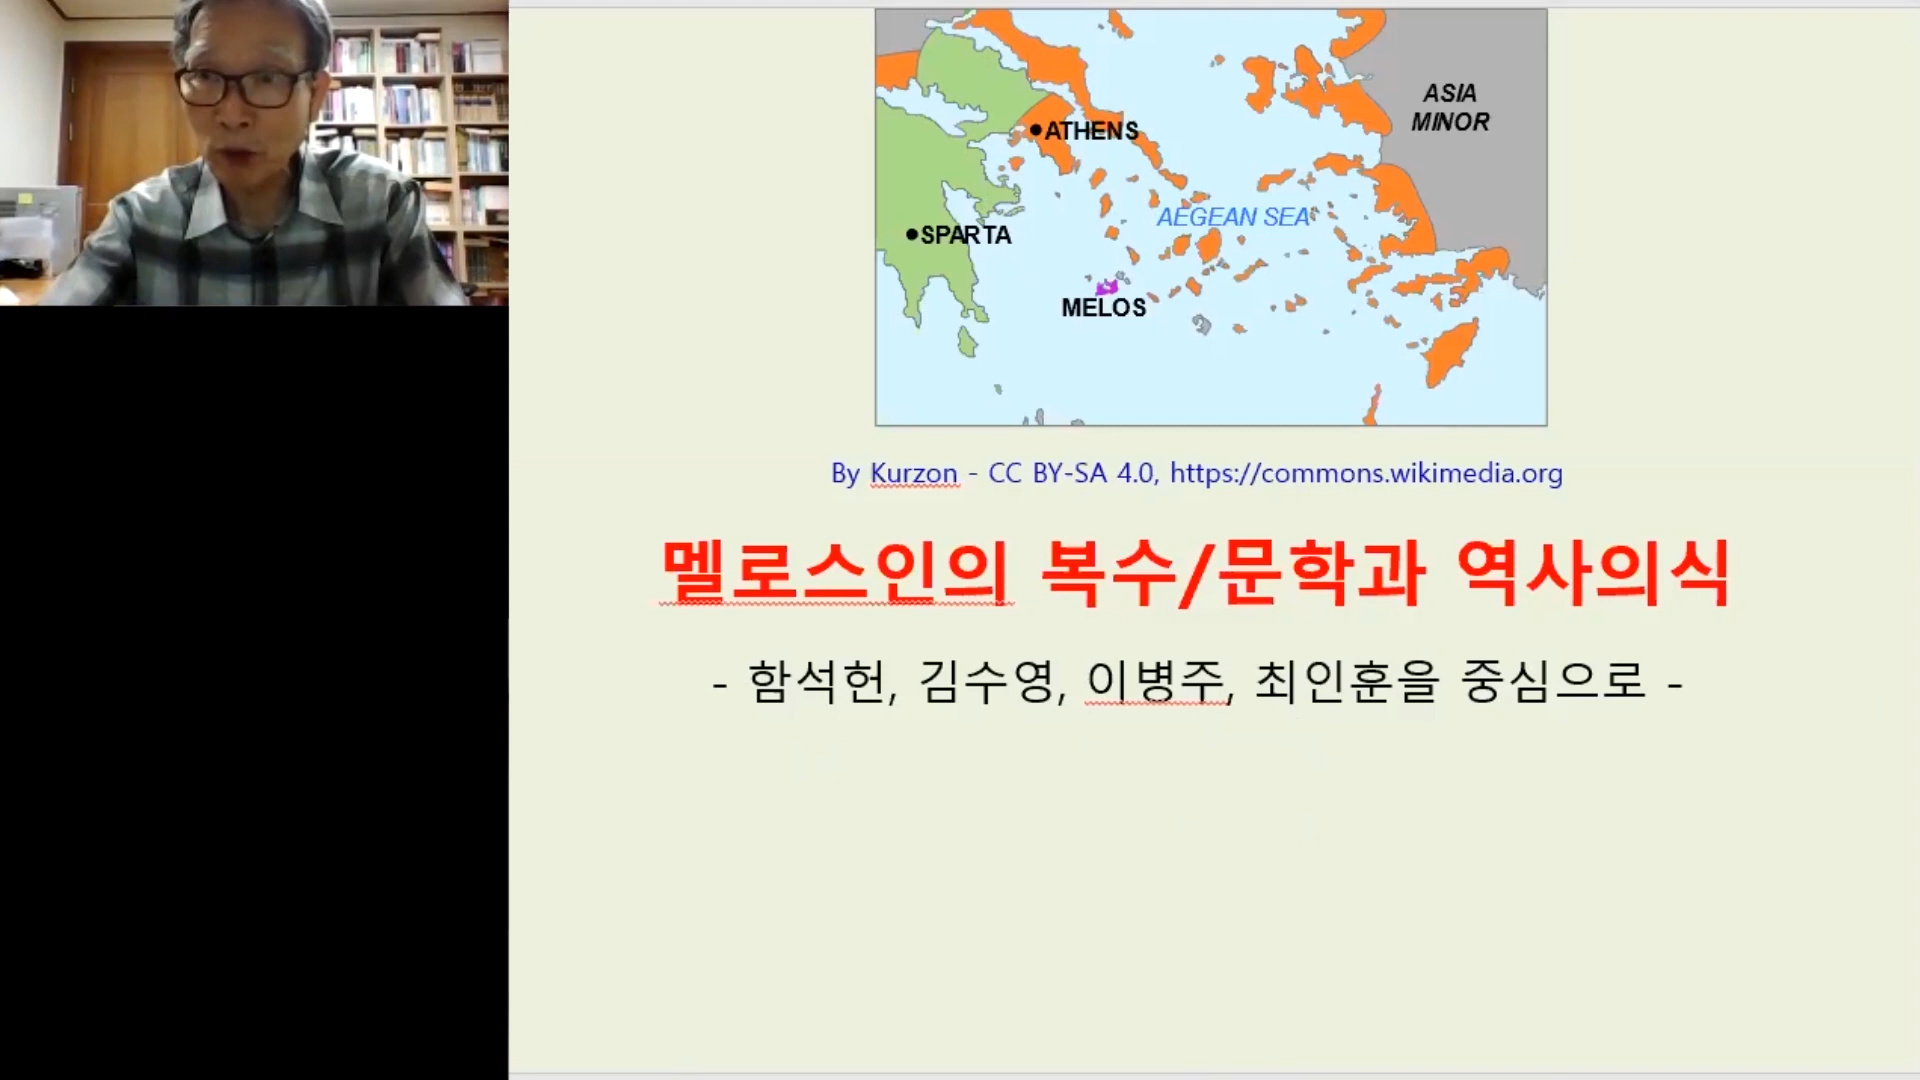 ASIA
MINOR
ATHENS
AEGEAN SEA
SPARTA
MELOS
By Kurzon - CC BY-SA 4.0, https://commons.wikimedia.org
멜로스인의 복수/문학과 역사의식
- 함석헌, 김수영, 이병주, 최인훈을 중심으로 -